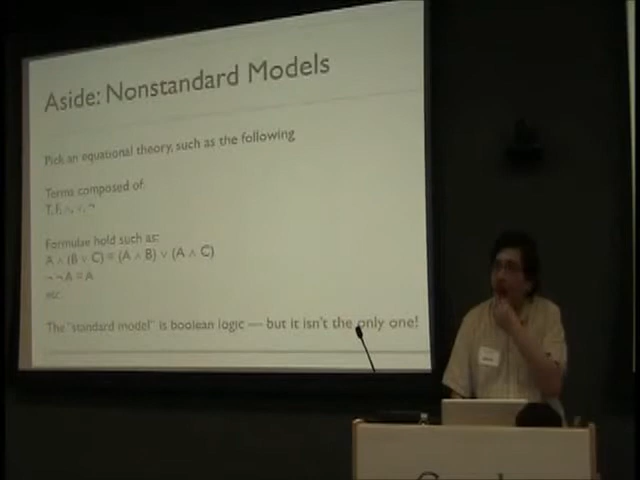 Aside: Nonstandard Models
Pick an equational theory, such as the following
Terms composed of:
T, F, ∧, ∨, ¬
Formulae hold such as:
A ∧ (B ∨ C) = (A ∧ B) ∨ (A ∧ C)
¬ ¬ A = A
etc.
The "standard model" is boolean logic — but it isn't the only one!